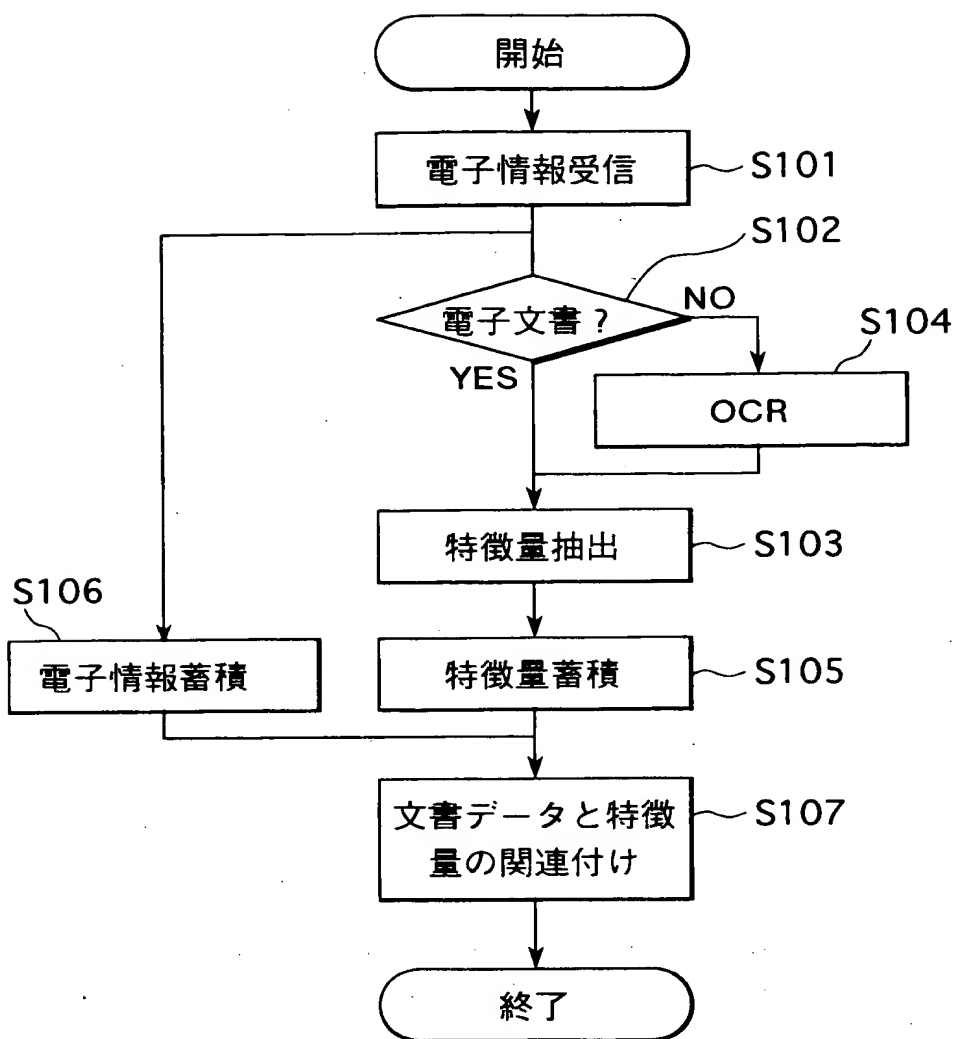 開始
電子情報受信
S101
S102
電子文書?
NO
YES
S104
OCR
特徴量抽出
S103
S106
電子情報蓄積
特徴量蓄積
S105
文書データと特徴
量の関連付け
S107
終了